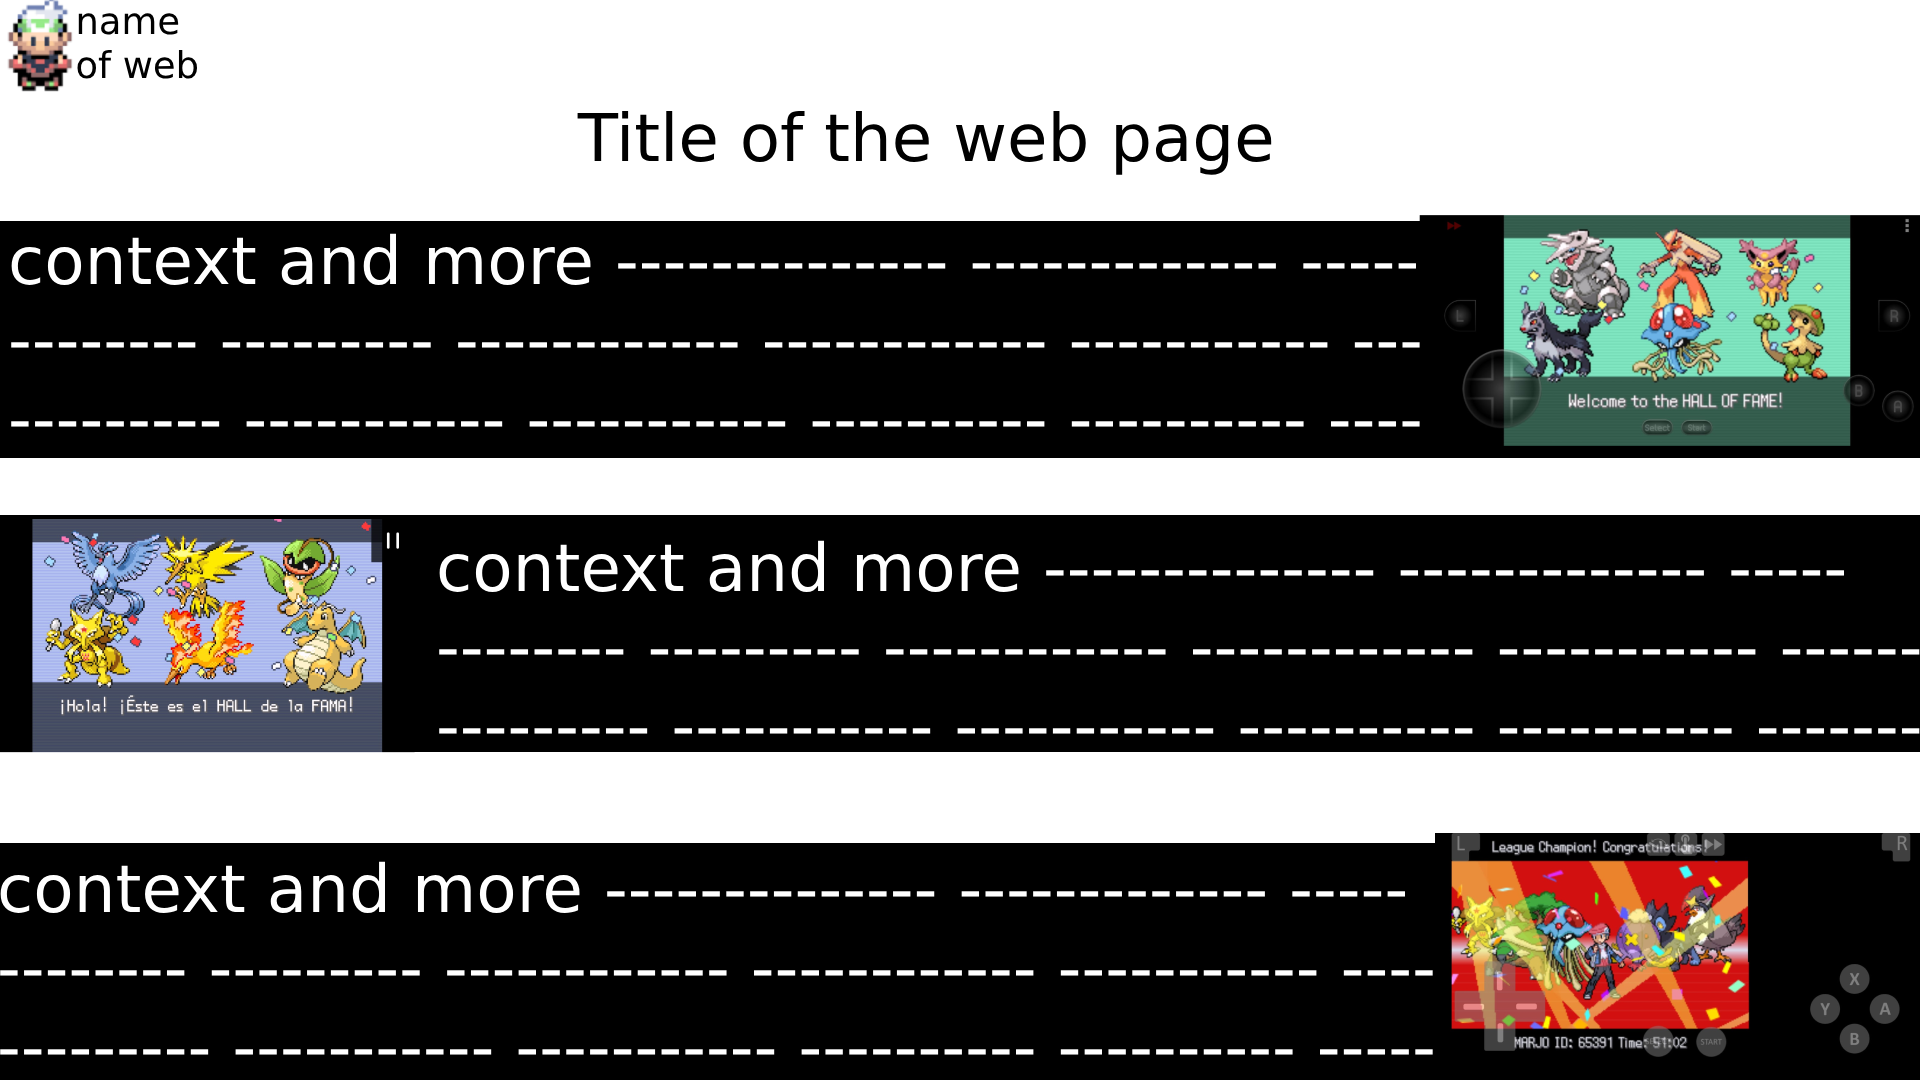 name
of web
Title of the web page
context and more -------------- ------------- -----
-------- --------- ------------ ------------ ----------- ---
--------- ----------- ----------- ---------- ---------- ----
L
R
B
A
Welcome to the HALL OF FAME!
Select Start
context and more -------------- ------------- -----
-------- --------- ------------ ------------ ----------- ------
--------- ----------- ----------- ---------- ---------- -------
¡Hola! ¡Éste es el HALL de la FAMA!
context and more -------------- ------------- -----
-------- --------- ------------ ------------ ----------- ----
--------- ----------- ----------- ---------- ---------- -----
L
R
League Champion! Congratulations!
X
Y A
B
MARJO ID: 65391 Time: 51:02
START